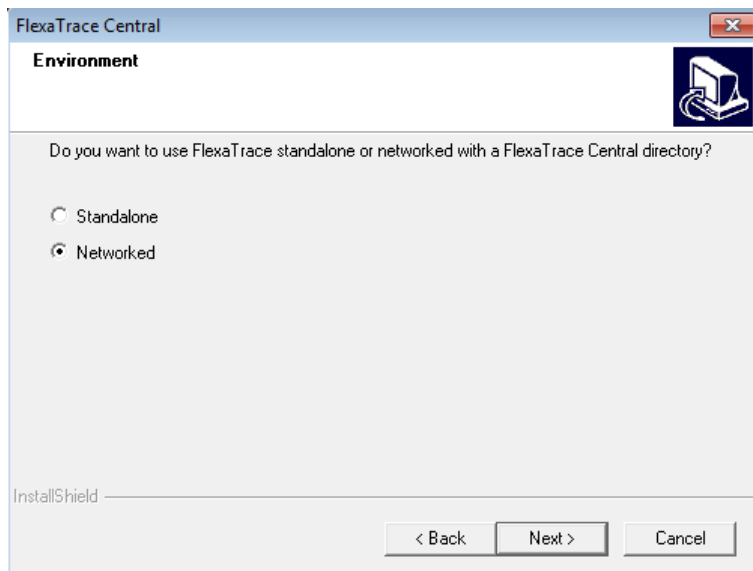 FlexaTrace Central
Environment
Do you want to use FlexaTrace standalone or networked with a FlexaTrace Central directory?
Standalone
Networked
InstallShield
< Back
Next >
Cancel